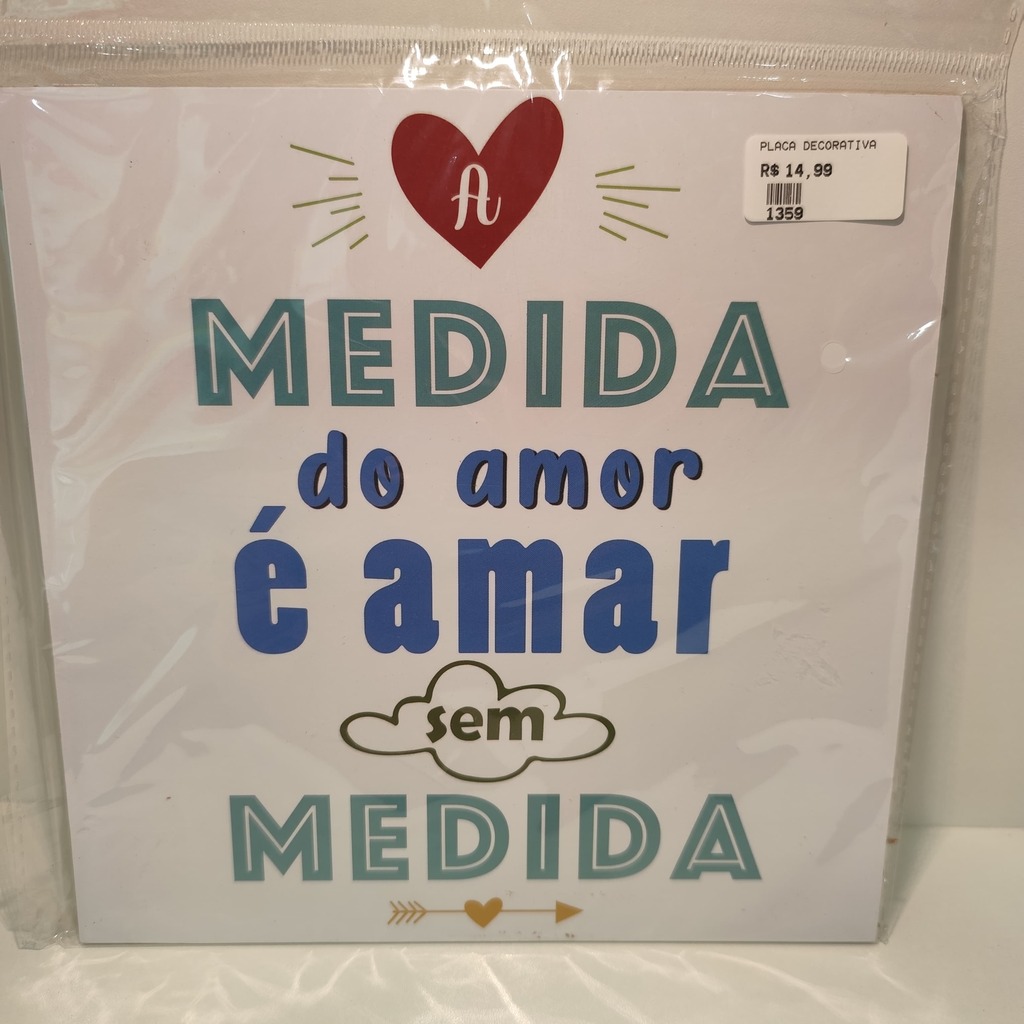 A
PLACA DECORATIVA
R$ 14,99
1359
MEDIDA
do amor
é amar
sem
MEDIDA